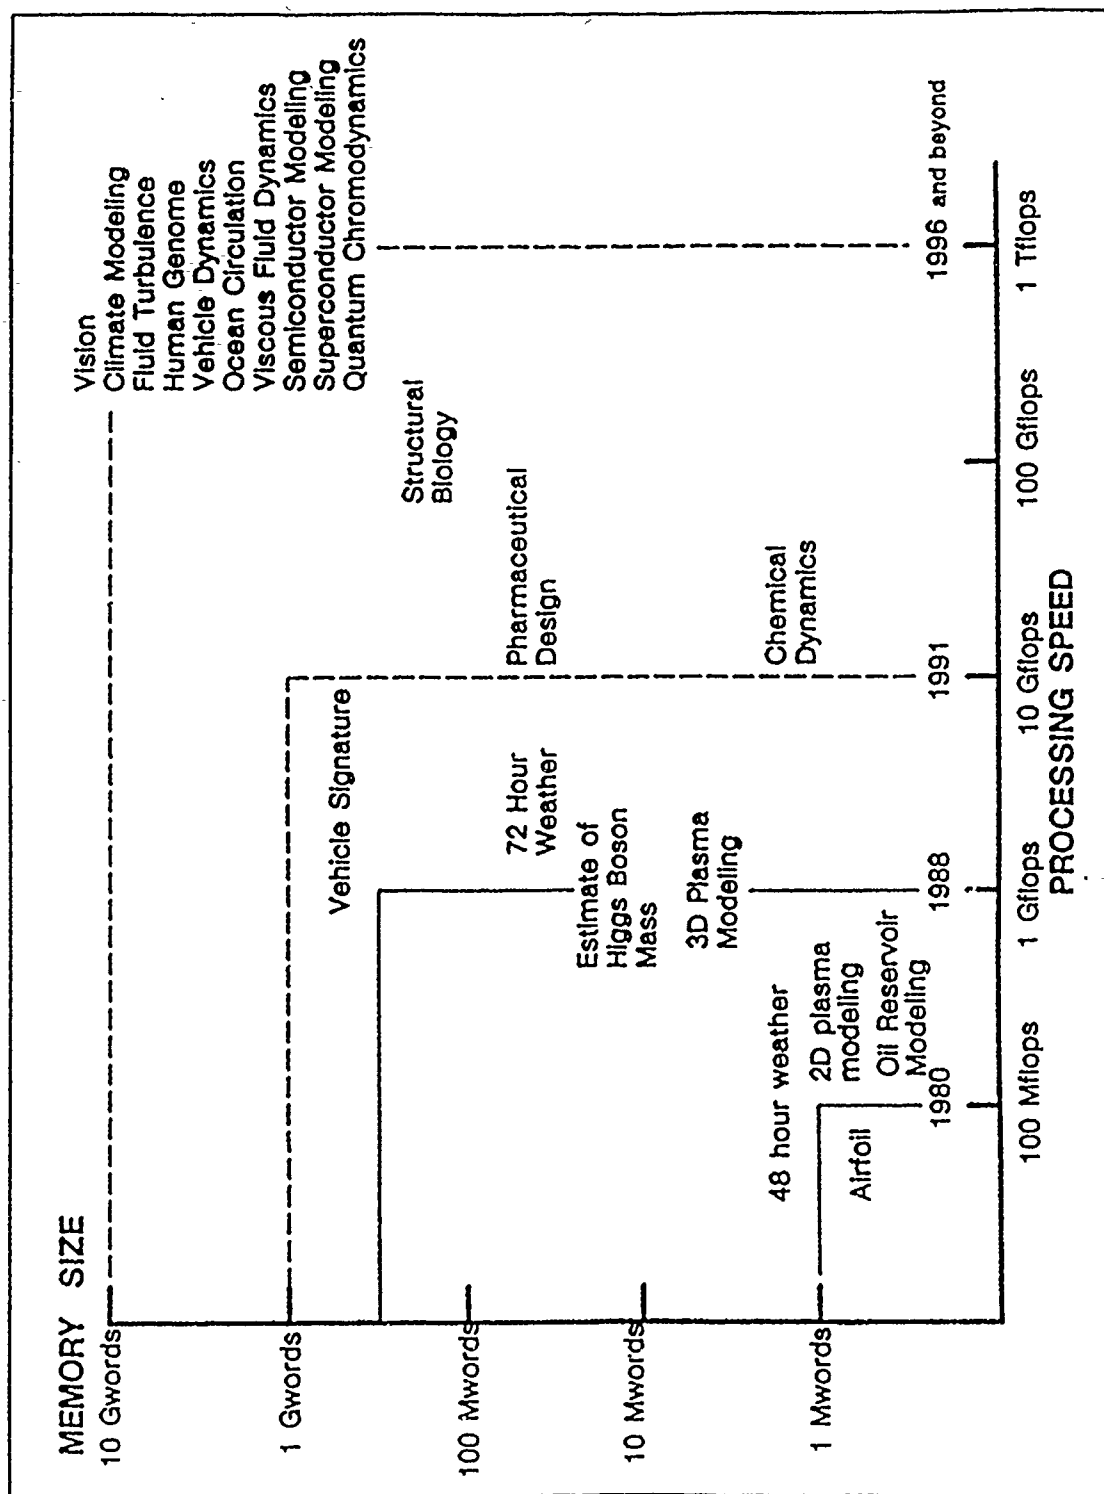 MEMORY SIZE
10 Gwords
1 Gwords
100 Mwords
10 Mwords
1 Mwords
Vision
Climate Modeling
Fluid Turbulence
Human Genome
Vehicle Dynamics
Ocean Circulation
Viscous Fluid Dynamics
Semiconductor Modeling
Superconductor Modeling
Quantum Chromodynamics
Structural
Biology
Vehicle Signature
72 Hour
Weather
Pharmaceutical
Design
Estimate of
Higgs Boson
Mass
3D Plasma
Modeling
Chemical
Dynamics
48 hour weather
2D plasma
modeling
Oil Reservoir
Modeling
Airfoil
1980
1988
1991
1996 and beyond
100 Mflops
1 Gflops
10 Gflops
100 Gflops
1 Tflops
PROCESSING SPEED